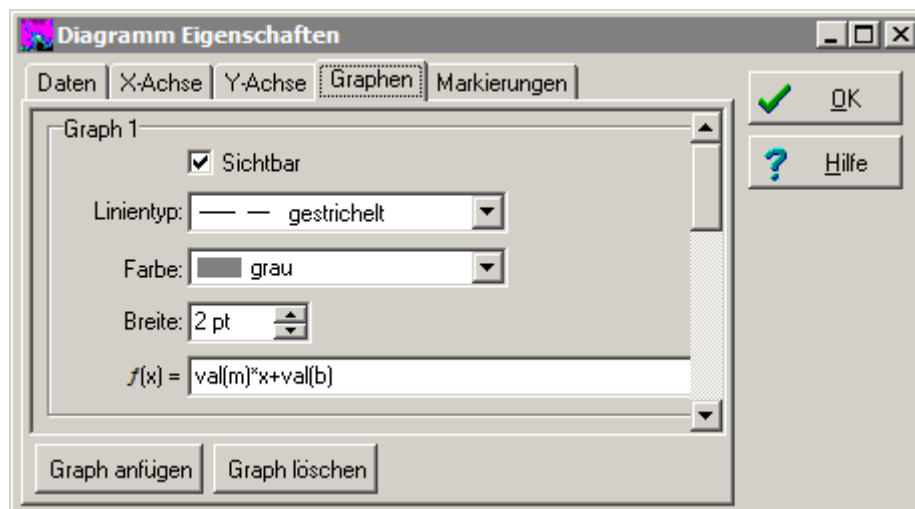 Diagramm Eigenschaften
Daten X-Achse Y-Achse Graphen Markierungen
OK
Hilfe
Graph 1
Sichtbar
Linientyp: gestrichelt
Farbe: grau
Breite: 2 pt
f(x) = val(m)*x+val(b)
Graph anfügen Graph löschen